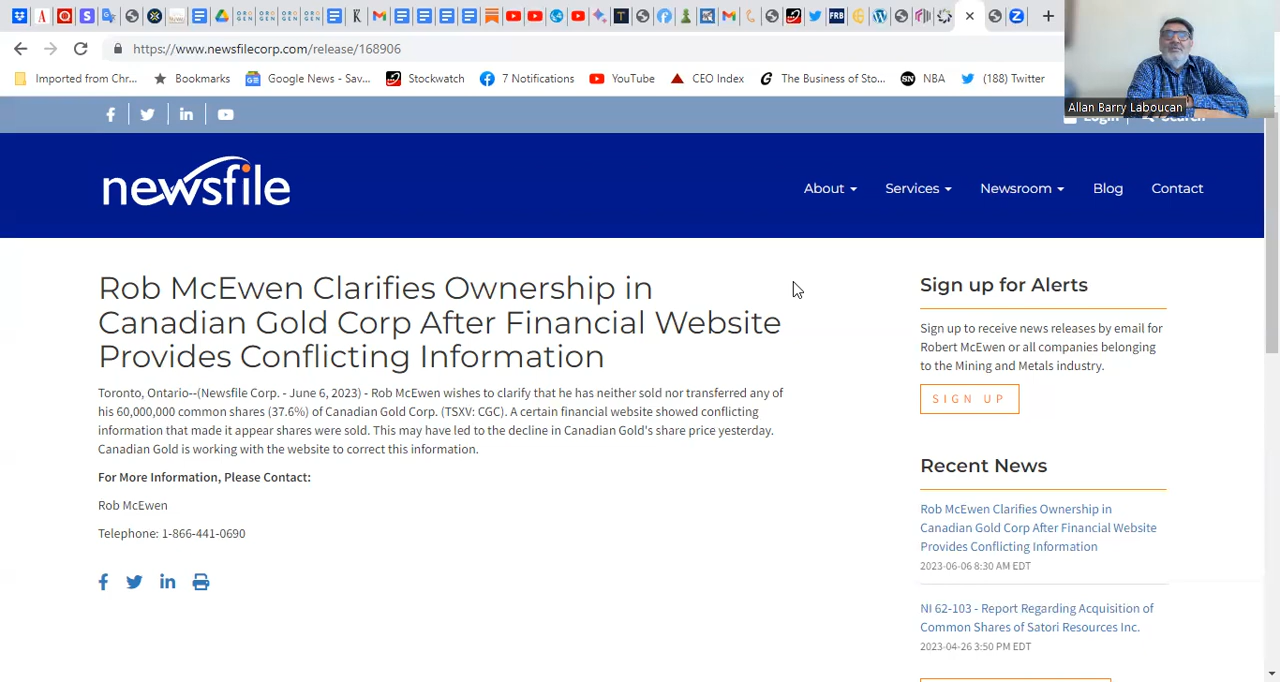 https://www.newsfilecorp.com/release/168906
Imported from Chr...
Bookmarks
Google News - Sav...
Stockwatch
7 Notifications
YouTube
CEO Index
The Business of Sto...
NBA
(188) Twitter
Allan Barry Laboucan
Login
Search
newsfile
About
Services
Newsroom
Blog
Contact
Rob McEwen Clarifies Ownership in
Canadian Gold Corp After Financial Website
Provides Conflicting Information
Toronto, Ontario--(Newsfile Corp. - June 6, 2023) - Rob McEwen wishes to clarify that he has neither sold nor transferred any of
his 60,000,000 common shares (37.6%) of Canadian Gold Corp. (TSXV: CGC). A certain financial website showed conflicting
information that made it appear shares were sold. This may have led to the decline in Canadian Gold's share price yesterday.
Canadian Gold is working with the website to correct this information.
For More Information, Please Contact:
Rob McEwen
Telephone: 1-866-441-0690
Sign up for Alerts
Sign up to receive news releases by email for
Robert McEwen or all companies belonging
to the Mining and Metals industry.
SIGN UP
Recent News
Rob McEwen Clarifies Ownership in
Canadian Gold Corp After Financial Website
Provides Conflicting Information
2023-06-06 8:30 AM EDT
NI 62-103 - Report Regarding Acquisition of
Common Shares of Satori Resources Inc.
2023-04-26 3:50 PM EDT